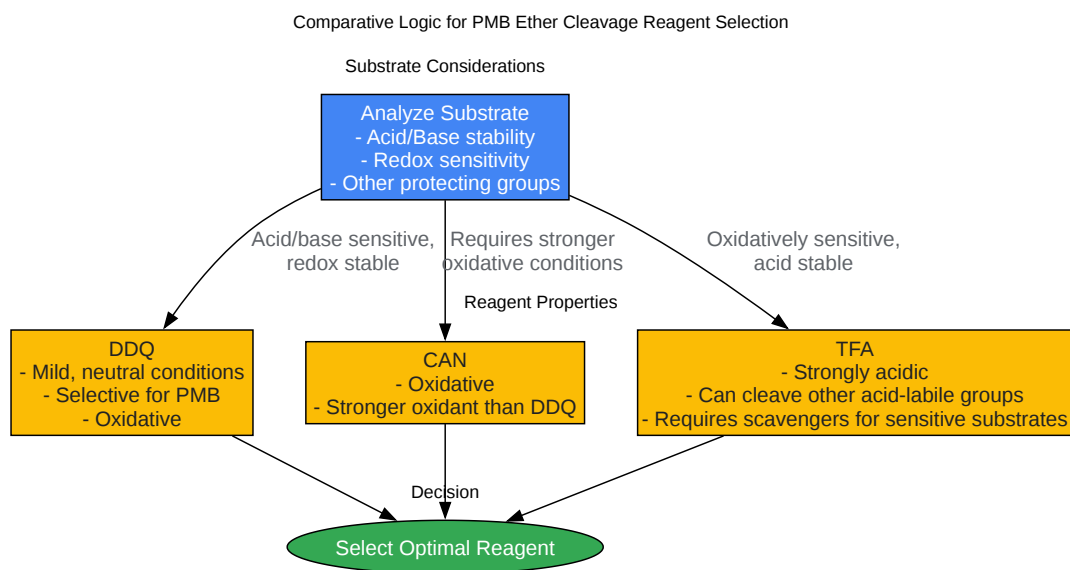 Comparative Logic for PMB Ether Cleavage Reagent Selection
Substrate Considerations
Analyze Substrate
- Acid/Base stability
- Redox sensitivity
- Other protecting groups
Acid/base sensitive,
redox stable
Requires stronger
oxidative conditions
Oxidatively sensitive,
acid stable
Reagent Properties
DDQ
- Mild, neutral conditions
- Selective for PMB
- Oxidative
CAN
- Oxidative
- Stronger oxidant than DDQ
TFA
- Strongly acidic
- Can cleave other acid-labile groups
- Requires scavengers for sensitive substrates
Decision
Select Optimal Reagent